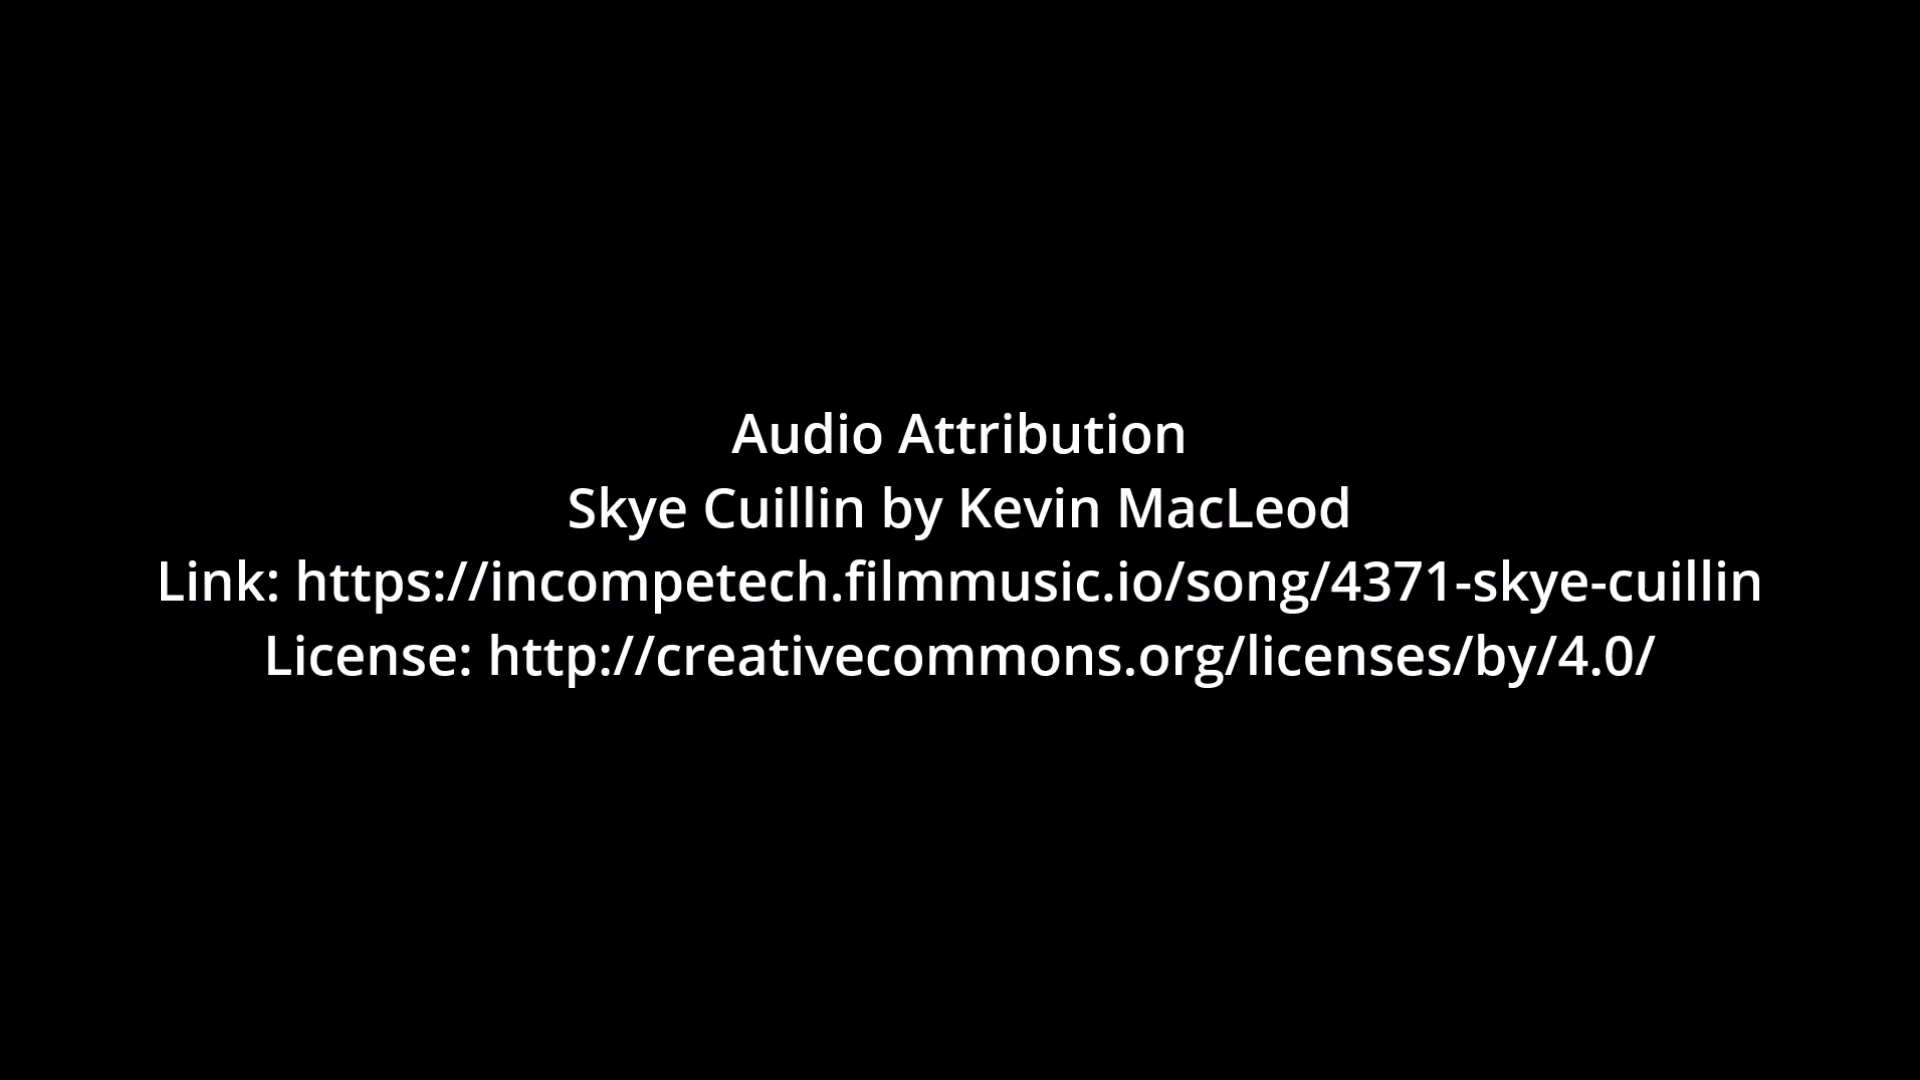 Audio Attribution
Skye Cuillin by Kevin MacLeod
Link: https://incompetech.filmmusic.io/song/4371-skye-cuillin
License: http://creativecommons.org/licenses/by/4.0/